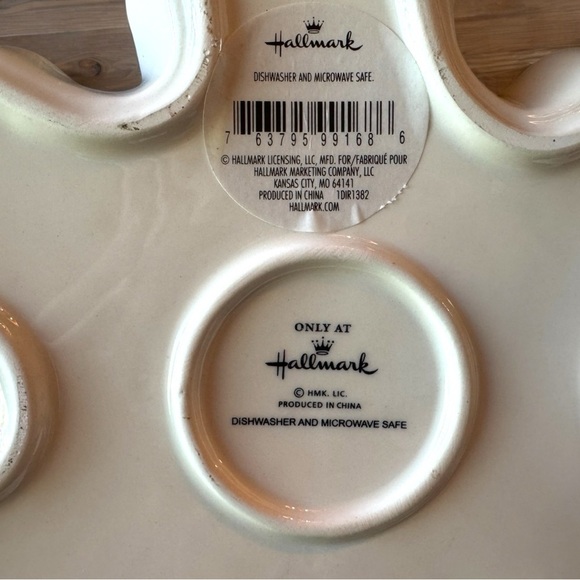 Hallmark
DISHWASHER AND MICROWAVE SAFE.
7 63795 99168 6
© HALLMARK LICENSING, LLC, MFD. FOR/FABRIQUÉ POUR
HALLMARK MARKETING COMPANY, LLC
KANSAS CITY, MO 64141
PRODUCED IN CHINA 1DIR1382
HALLMARK.COM
ONLY AT
Hallmark
© HMK. LIC.
PRODUCED IN CHINA
DiSHWASHER AND MICROWAVE SAFE